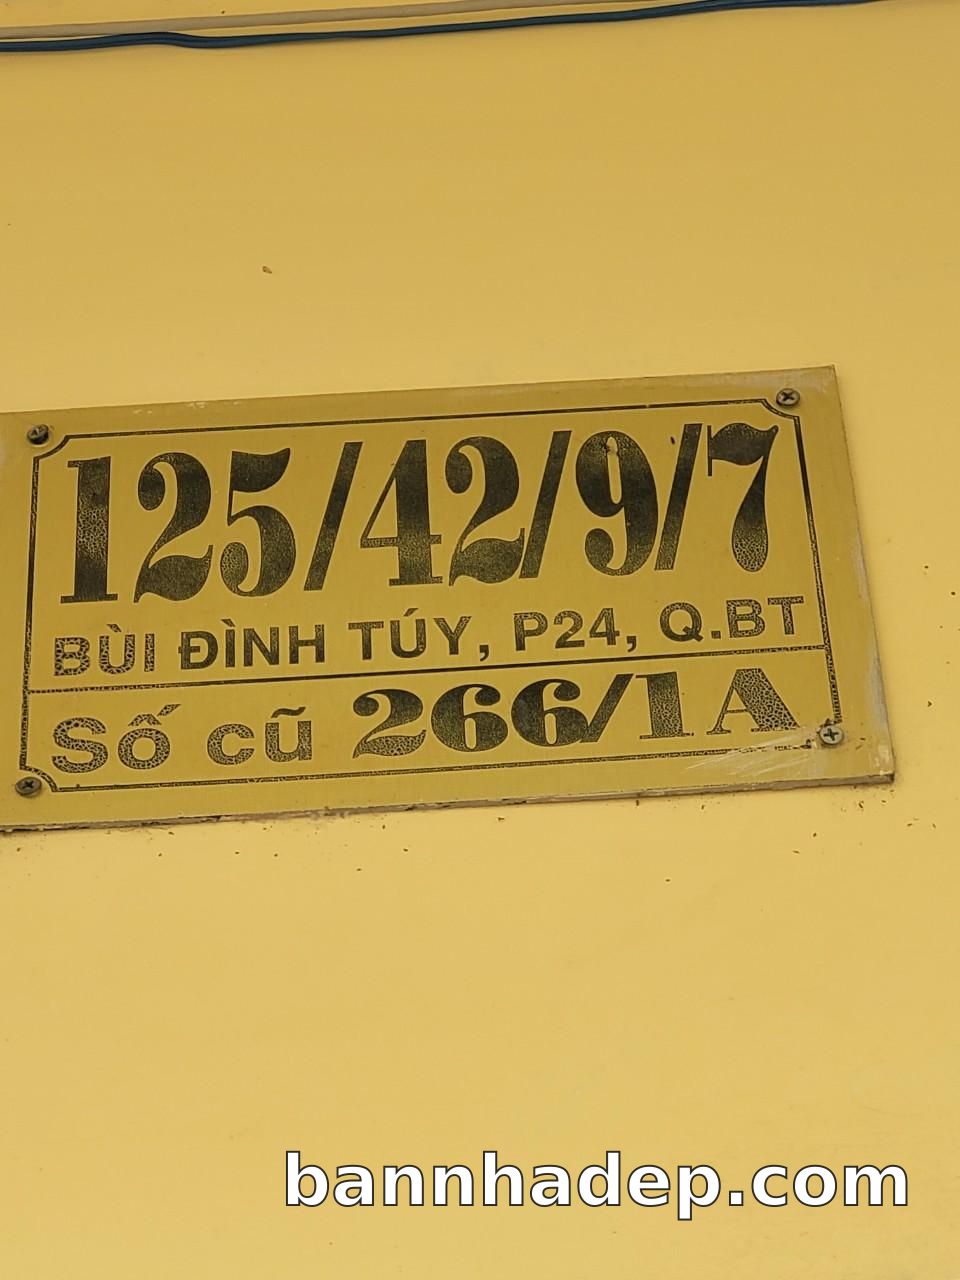 125/42/9/7
BÙI ĐÌNH TÚY, P24, Q.BT
Số cũ 266/1A
bannhadep.com